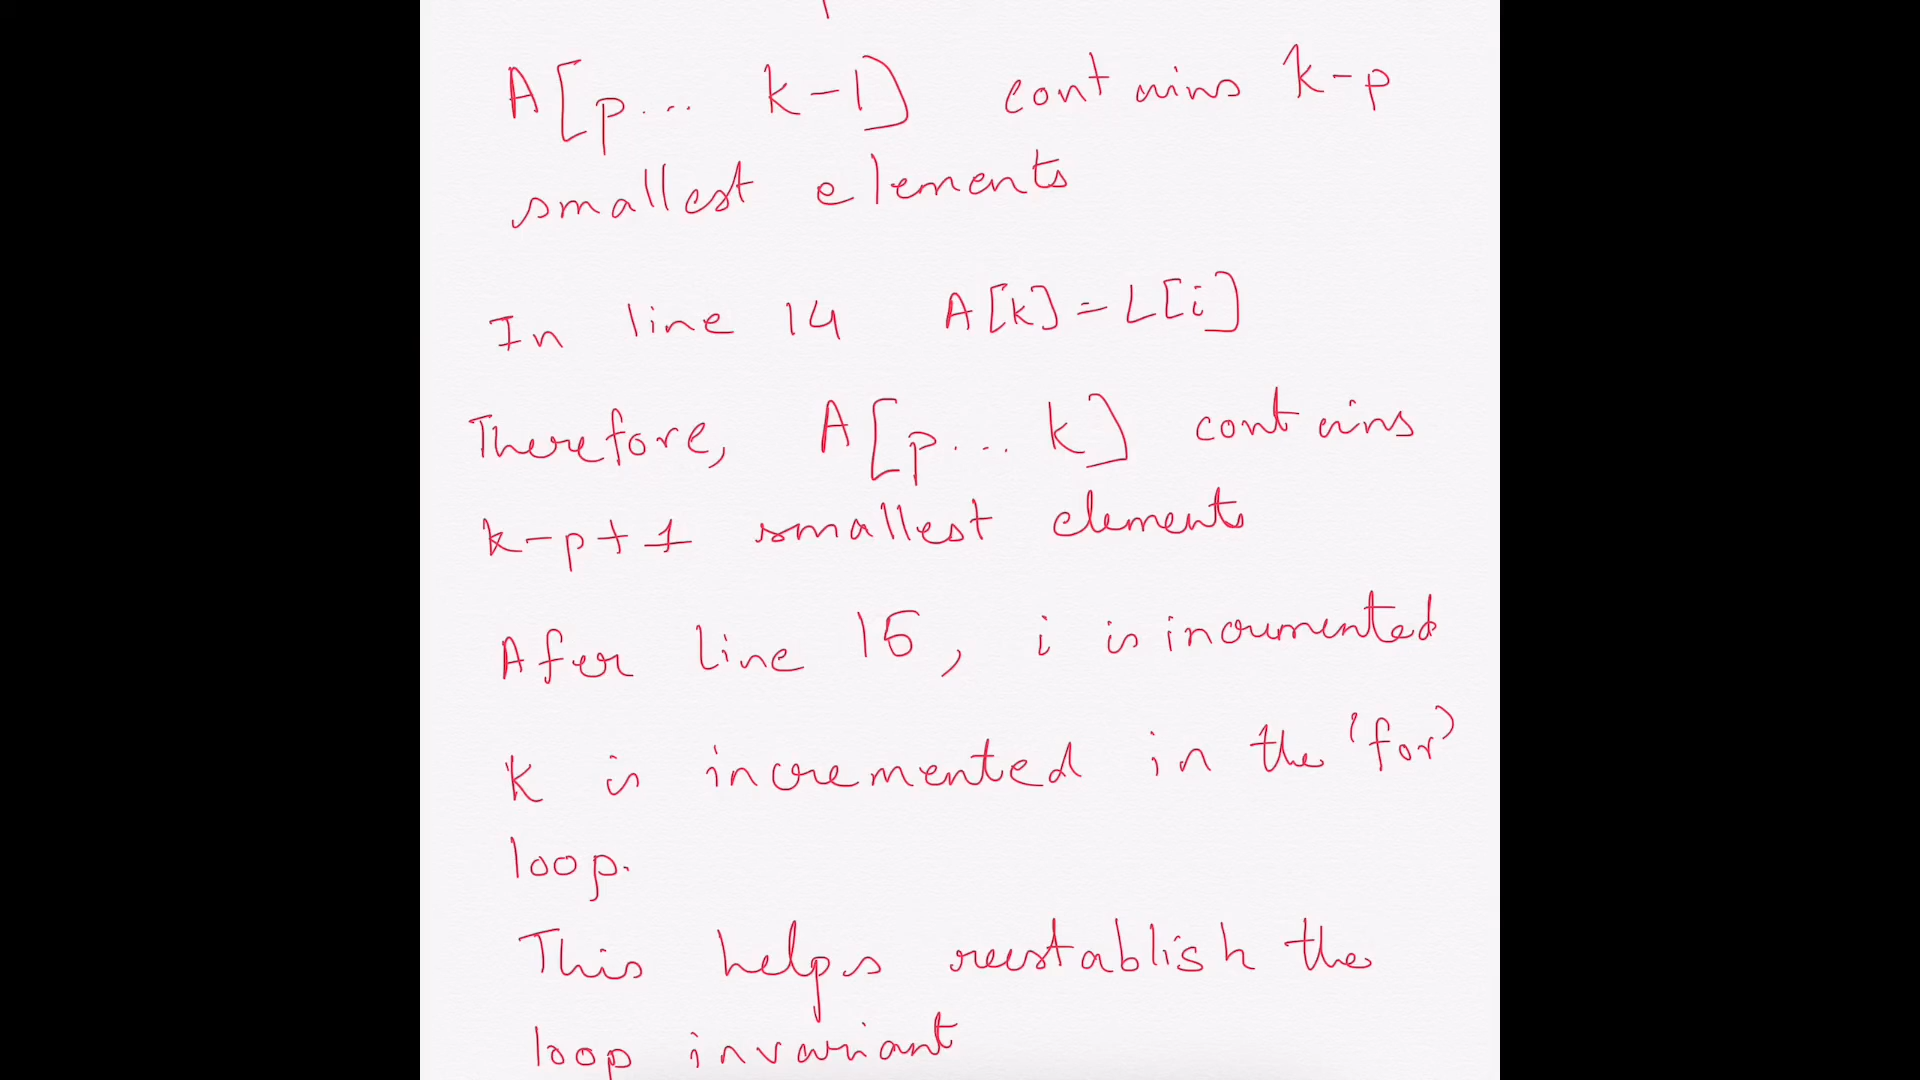 A[p... k-1] contains k-p
smallest elements
In line 14 A[k] = L[i]
Therefore, A[p... k] contains
k-p+1 smallest elements
Afer line 15, i is incremented
k is incremented in the 'for'
loop.
This helps reestablish the
loop invariant